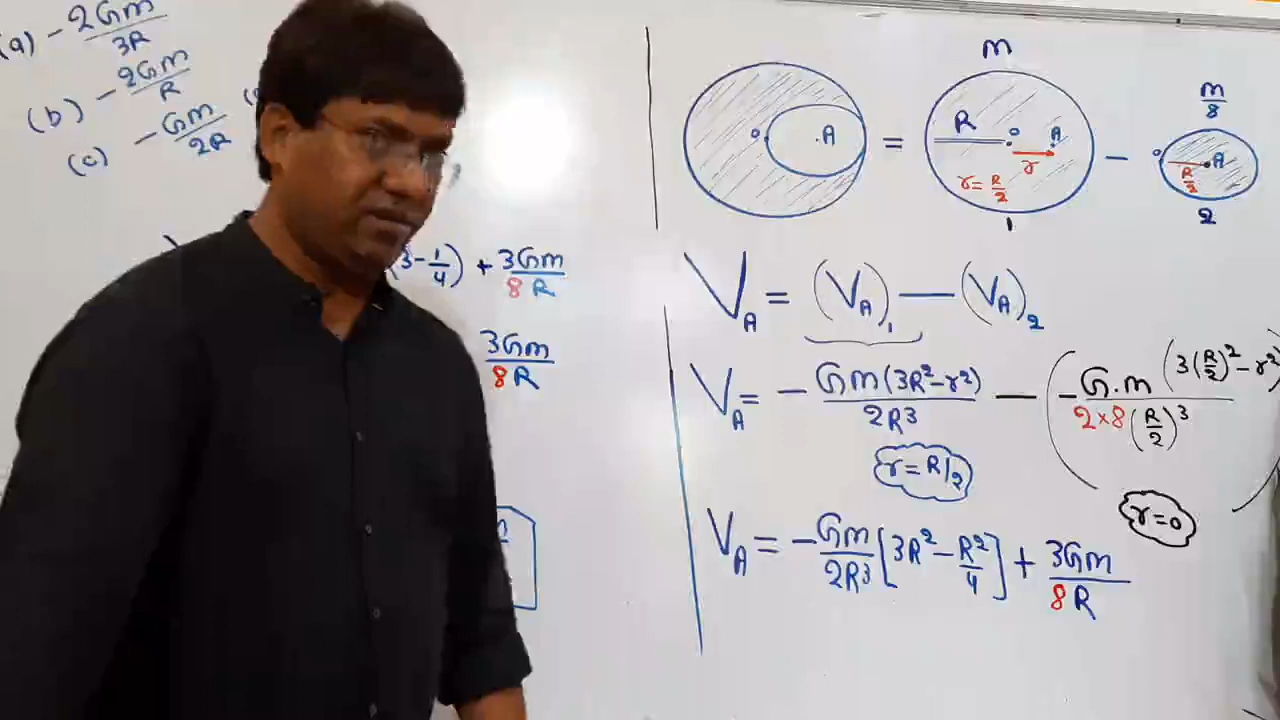 (a) - 2GM/3R
(b) - 2GM/R
(c) - GM/2R
(3 - 1/4) + 3GM/8R
3GM/8R
M
M/8
O .A = R O A - O A
r = R/2 r R/2
1 2
V_A = (V_A)_1 — (V_A)_2
V_A = - GM(3R² - r²)/2R³ — (- G.M (3(R/2)² - r²)/2×8(R/2)³
r = R/2
r = 0
V_A = - GM/2R³ [3R² - R²/4] + 3GM/8R